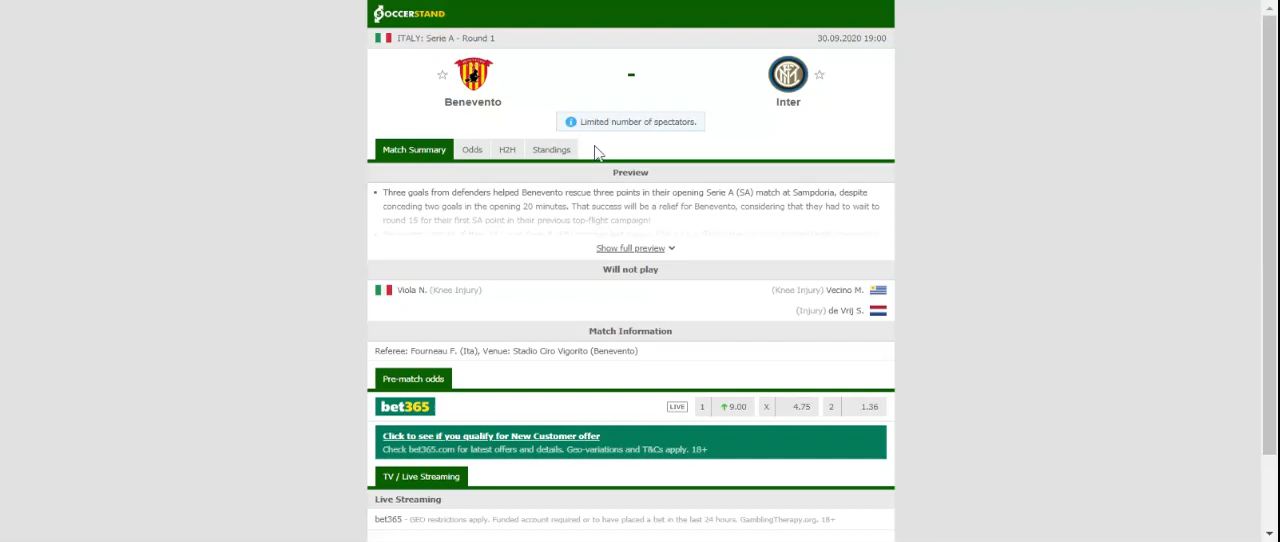 SOCCERSTAND
ITALY: Serie A - Round 1 30.09.2020 19:00
-
Benevento Inter
Limited number of spectators.
Match Summary Odds H2H Standings
Preview
• Three goals from defenders helped Benevento rescue three points in their opening Serie A (SA) match at Sampdoria, despite
conceding two goals in the opening 20 minutes. That success will be a relief for Benevento, considering that they had to wait to
round 15 for their first SA point in their previous top-flight campaign!
Show full preview
Will not play
Viola N. (Knee Injury) (Knee Injury) Vecino M.
(Injury) de Vrij S.
Match Information
Referee: Fourneau F. (Ita), Venue: Stadio Ciro Vigorito (Benevento)
Pre-match odds
bet365 LIVE 1 9.00 X 4.75 2 1.36
Click to see if you qualify for New Customer offer
Check bet365.com for latest offers and details. Geo-variations and T&Cs apply. 18+
TV / Live Streaming
Live Streaming
bet365 - GEO restrictions apply. Funded account required or to have placed a bet in the last 24 hours. GamblingTherapy.org. 18+